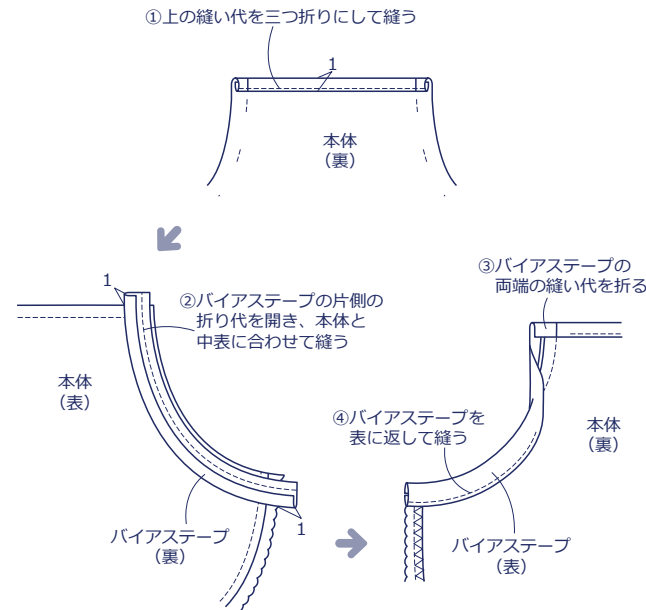 ①上の縫い代を三つ折りにして縫う
1
本体
（裏）
1
②バイアステープの片側の
折り代を開き、本体と
中表に合わせて縫う
本体
（表）
バイアステープ
（裏）
1
③バイアステープの
両端の縫い代を折る
④バイアステープを
表に返して縫う
本体
（裏）
バイアステープ
（表）